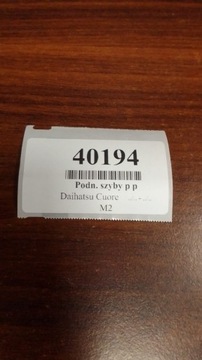 40194
Podn. szyby p p
Daihatsu Cuore ..... - .....
M2